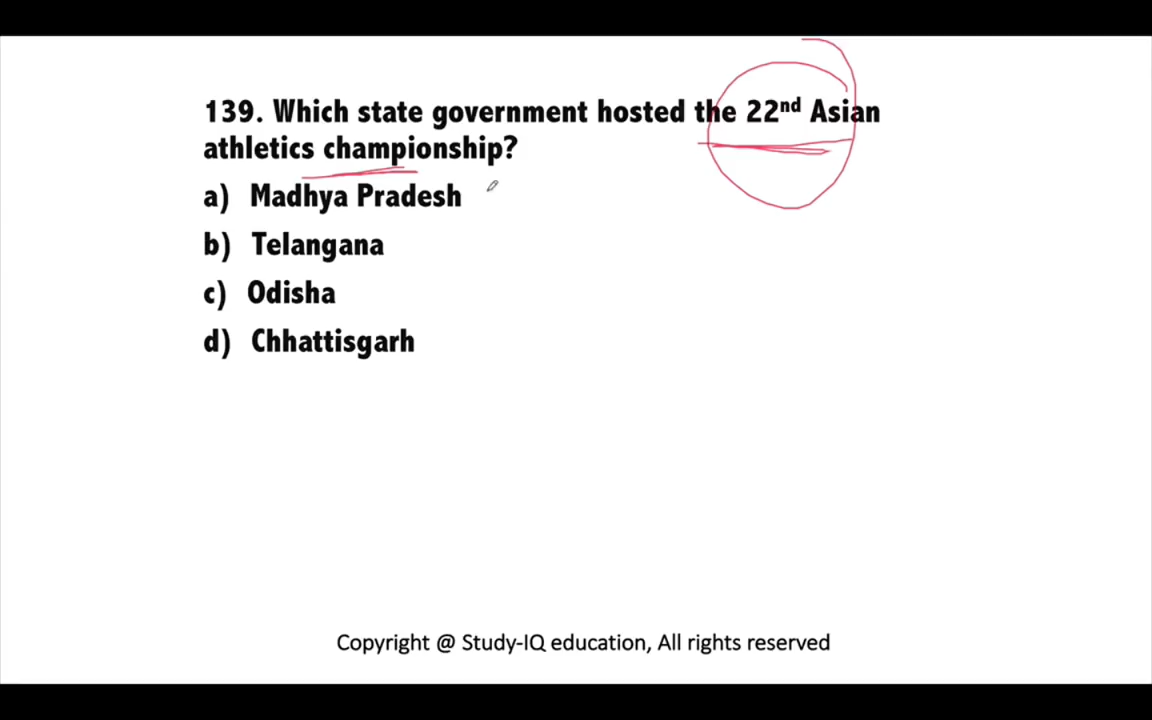 139. Which state government hosted the 22nd Asian
athletics championship?
a) Madhya Pradesh
b) Telangana
c) Odisha
d) Chhattisgarh
Copyright @ Study-IQ education, All rights reserved